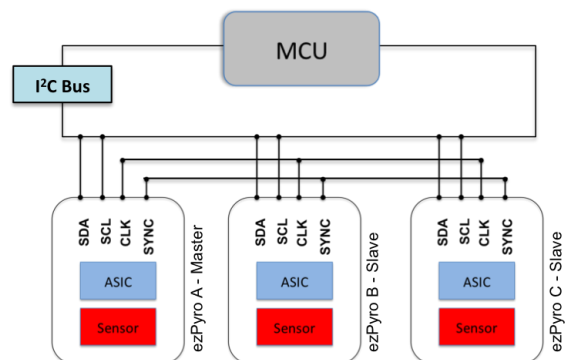 MCU
I²C Bus
SDA
SCL
CLK
SYNC
ASIC
Sensor
ezPyro A - Master
SDA
SCL
CLK
SYNC
ASIC
Sensor
ezPyro B - Slave
SDA
SCL
CLK
SYNC
ASIC
Sensor
ezPyro C - Slave